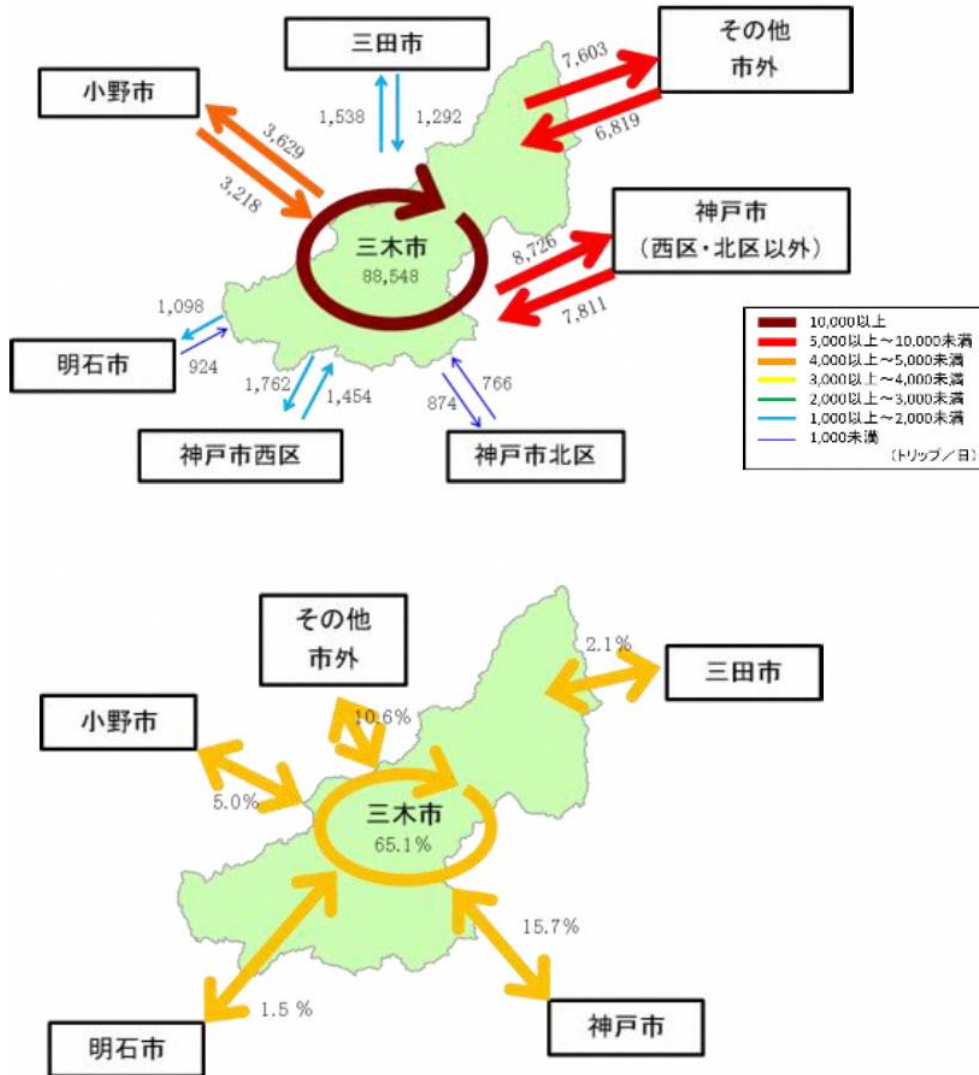 三田市
その他
市外
小野市
7,603
6,819
1,538
1,292
3,629
3,218
神戸市
（西区・北区以外）
三木市
88,548
8,726
7,811
1,098
924
明石市
1,762
1,454
766
874
神戸市西区
神戸市北区
10,000以上
5,000以上～10,000未満
4,000以上～5,000未満
3,000以上～4,000未満
2,000以上～3,000未満
1,000以上～2,000未満
1,000未満
(トリップ／日)
その他
市外
2.1%
三田市
小野市
10.6%
5.0%
三木市
65.1%
15.7%
1.5 %
神戸市
明石市